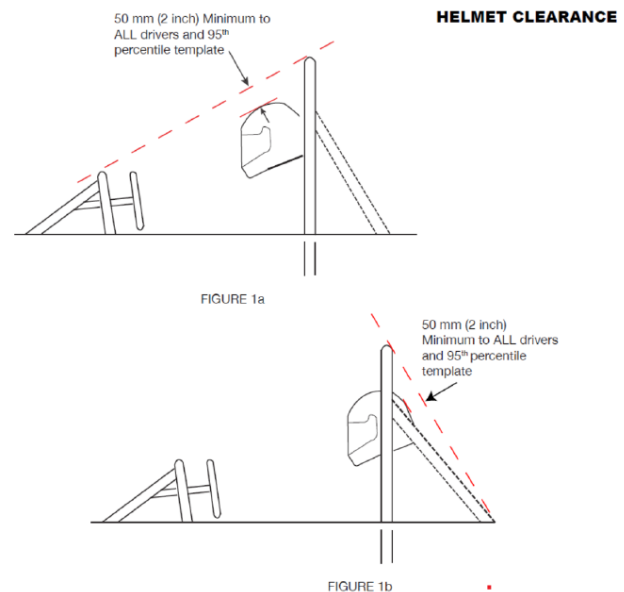 HELMET CLEARANCE
50 mm (2 inch) Minimum to
ALL drivers and 95th
percentile template
FIGURE 1a
50 mm (2 inch)
Minimum to ALL drivers
and 95th percentile
template
FIGURE 1b